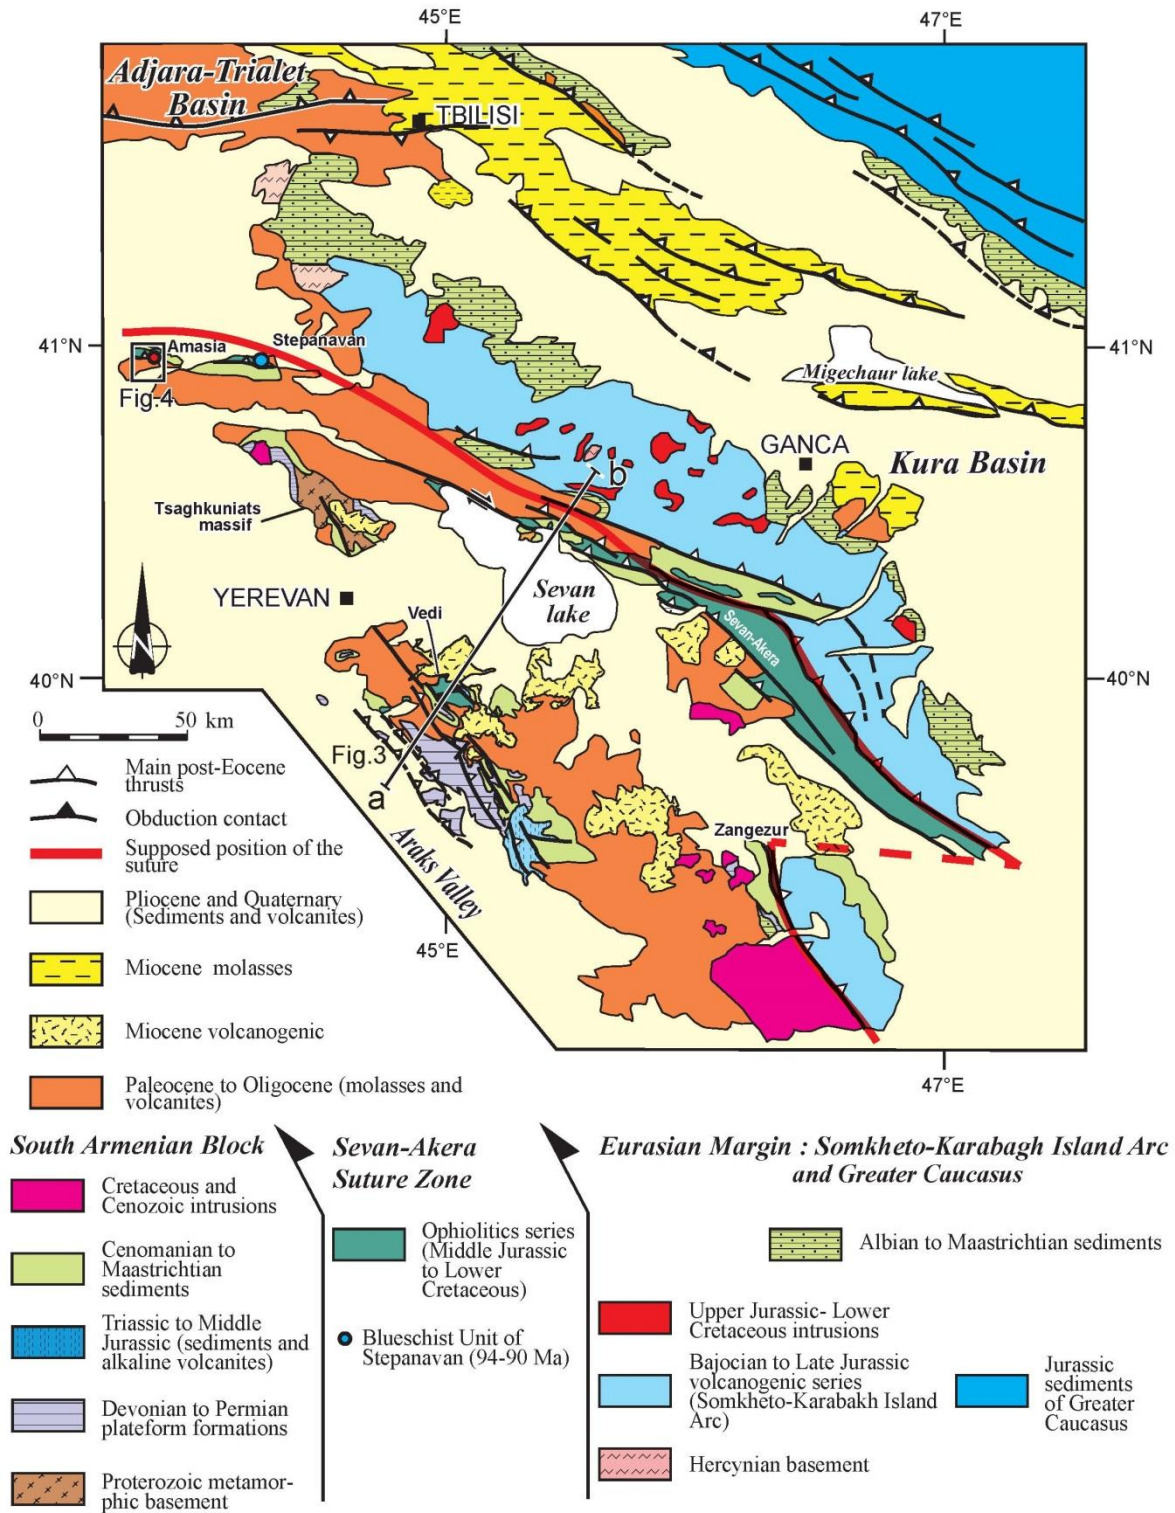 45°E
47°E
Adjara-Trialet
Basin
TBILISI
41°N
41°N
Amasia
Stepanavan
Fig.4
Migechaur lake
GANCA
Kura Basin
b
Tsaghkuniats
massif
YEREVAN
Sevan
lake
Vedi
Sevan-Akera
N
40°N
40°N
0 50 km
Fig.3
a
Araks Valley
Zangezur
45°E
47°E
Main post-Eocene
thrusts
Obduction contact
Supposed position of the
suture
Pliocene and Quaternary
(Sediments and volcanites)
Miocene molasses
Miocene volcanogenic
Paleocene to Oligocene (molasses and
volcanites)
South Armenian Block
Cretaceous and
Cenozoic intrusions
Cenomanian to
Maastrichtian
sediments
Triassic to Middle
Jurassic (sediments and
alkaline volcanites)
Devonian to Permian
plateform formations
Proterozoic metamor-
phic basement
Sevan-Akera
Suture Zone
Ophiolitics series
(Middle Jurassic
to Lower
Cretaceous)
Blueschist Unit of
Stepanavan (94-90 Ma)
Eurasian Margin : Somkheto-Karabagh Island Arc
and Greater Caucasus
Albian to Maastrichtian sediments
Upper Jurassic- Lower
Cretaceous intrusions
Bajocian to Late Jurassic
volcanogenic series
(Somkheto-Karabakh Island
Arc)
Jurassic
sediments
of Greater
Caucasus
Hercynian basement